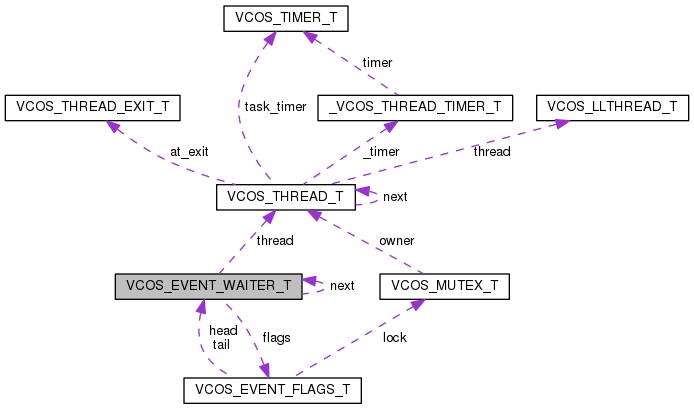 VCOS_TIMER_T
timer
VCOS_THREAD_EXIT_T
task_timer
_VCOS_THREAD_TIMER_T
VCOS_LLTHREAD_T
at_exit
_timer
thread
VCOS_THREAD_T
next
thread
owner
VCOS_EVENT_WAITER_T
next
VCOS_MUTEX_T
head
tail
flags
lock
VCOS_EVENT_FLAGS_T